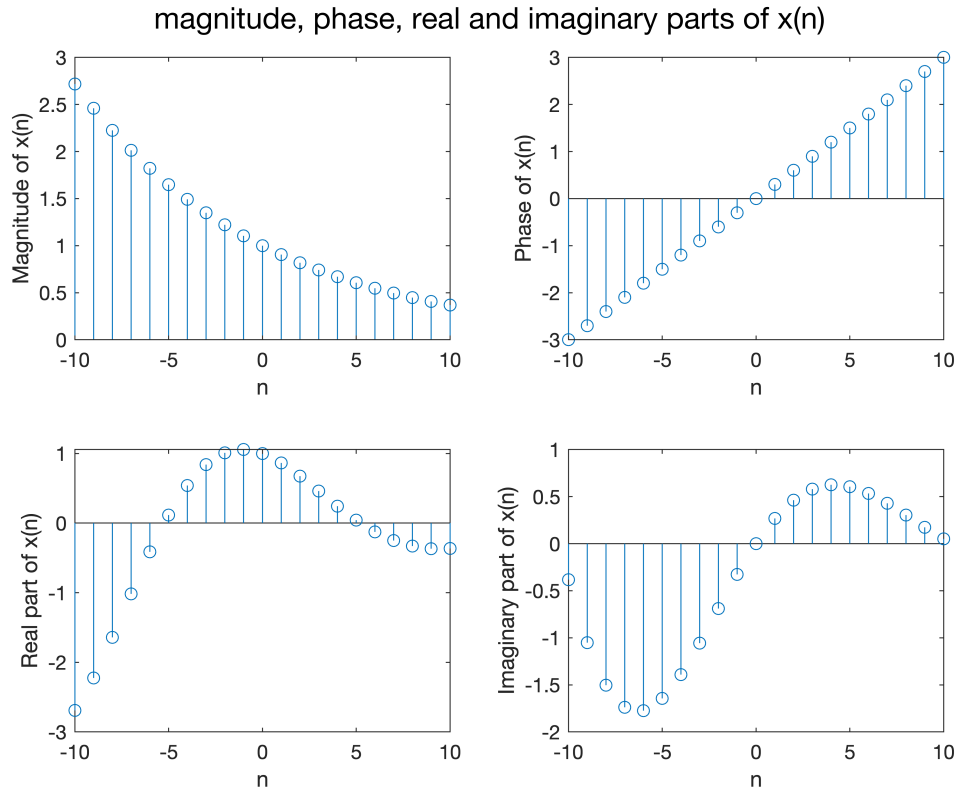 magnitude, phase, real and imaginary parts of x(n)
Magnitude of x(n)
3
2.5
2
1.5
1
0.5
0
-10 -5 0 5 10
n
Phase of x(n)
3
2
1
0
-1
-2
-3
-10 -5 0 5 10
n
Real part of x(n)
1
0
-1
-2
-3
-10 -5 0 5 10
n
Imaginary part of x(n)
1
0.5
0
-0.5
-1
-1.5
-2
-10 -5 0 5 10
n